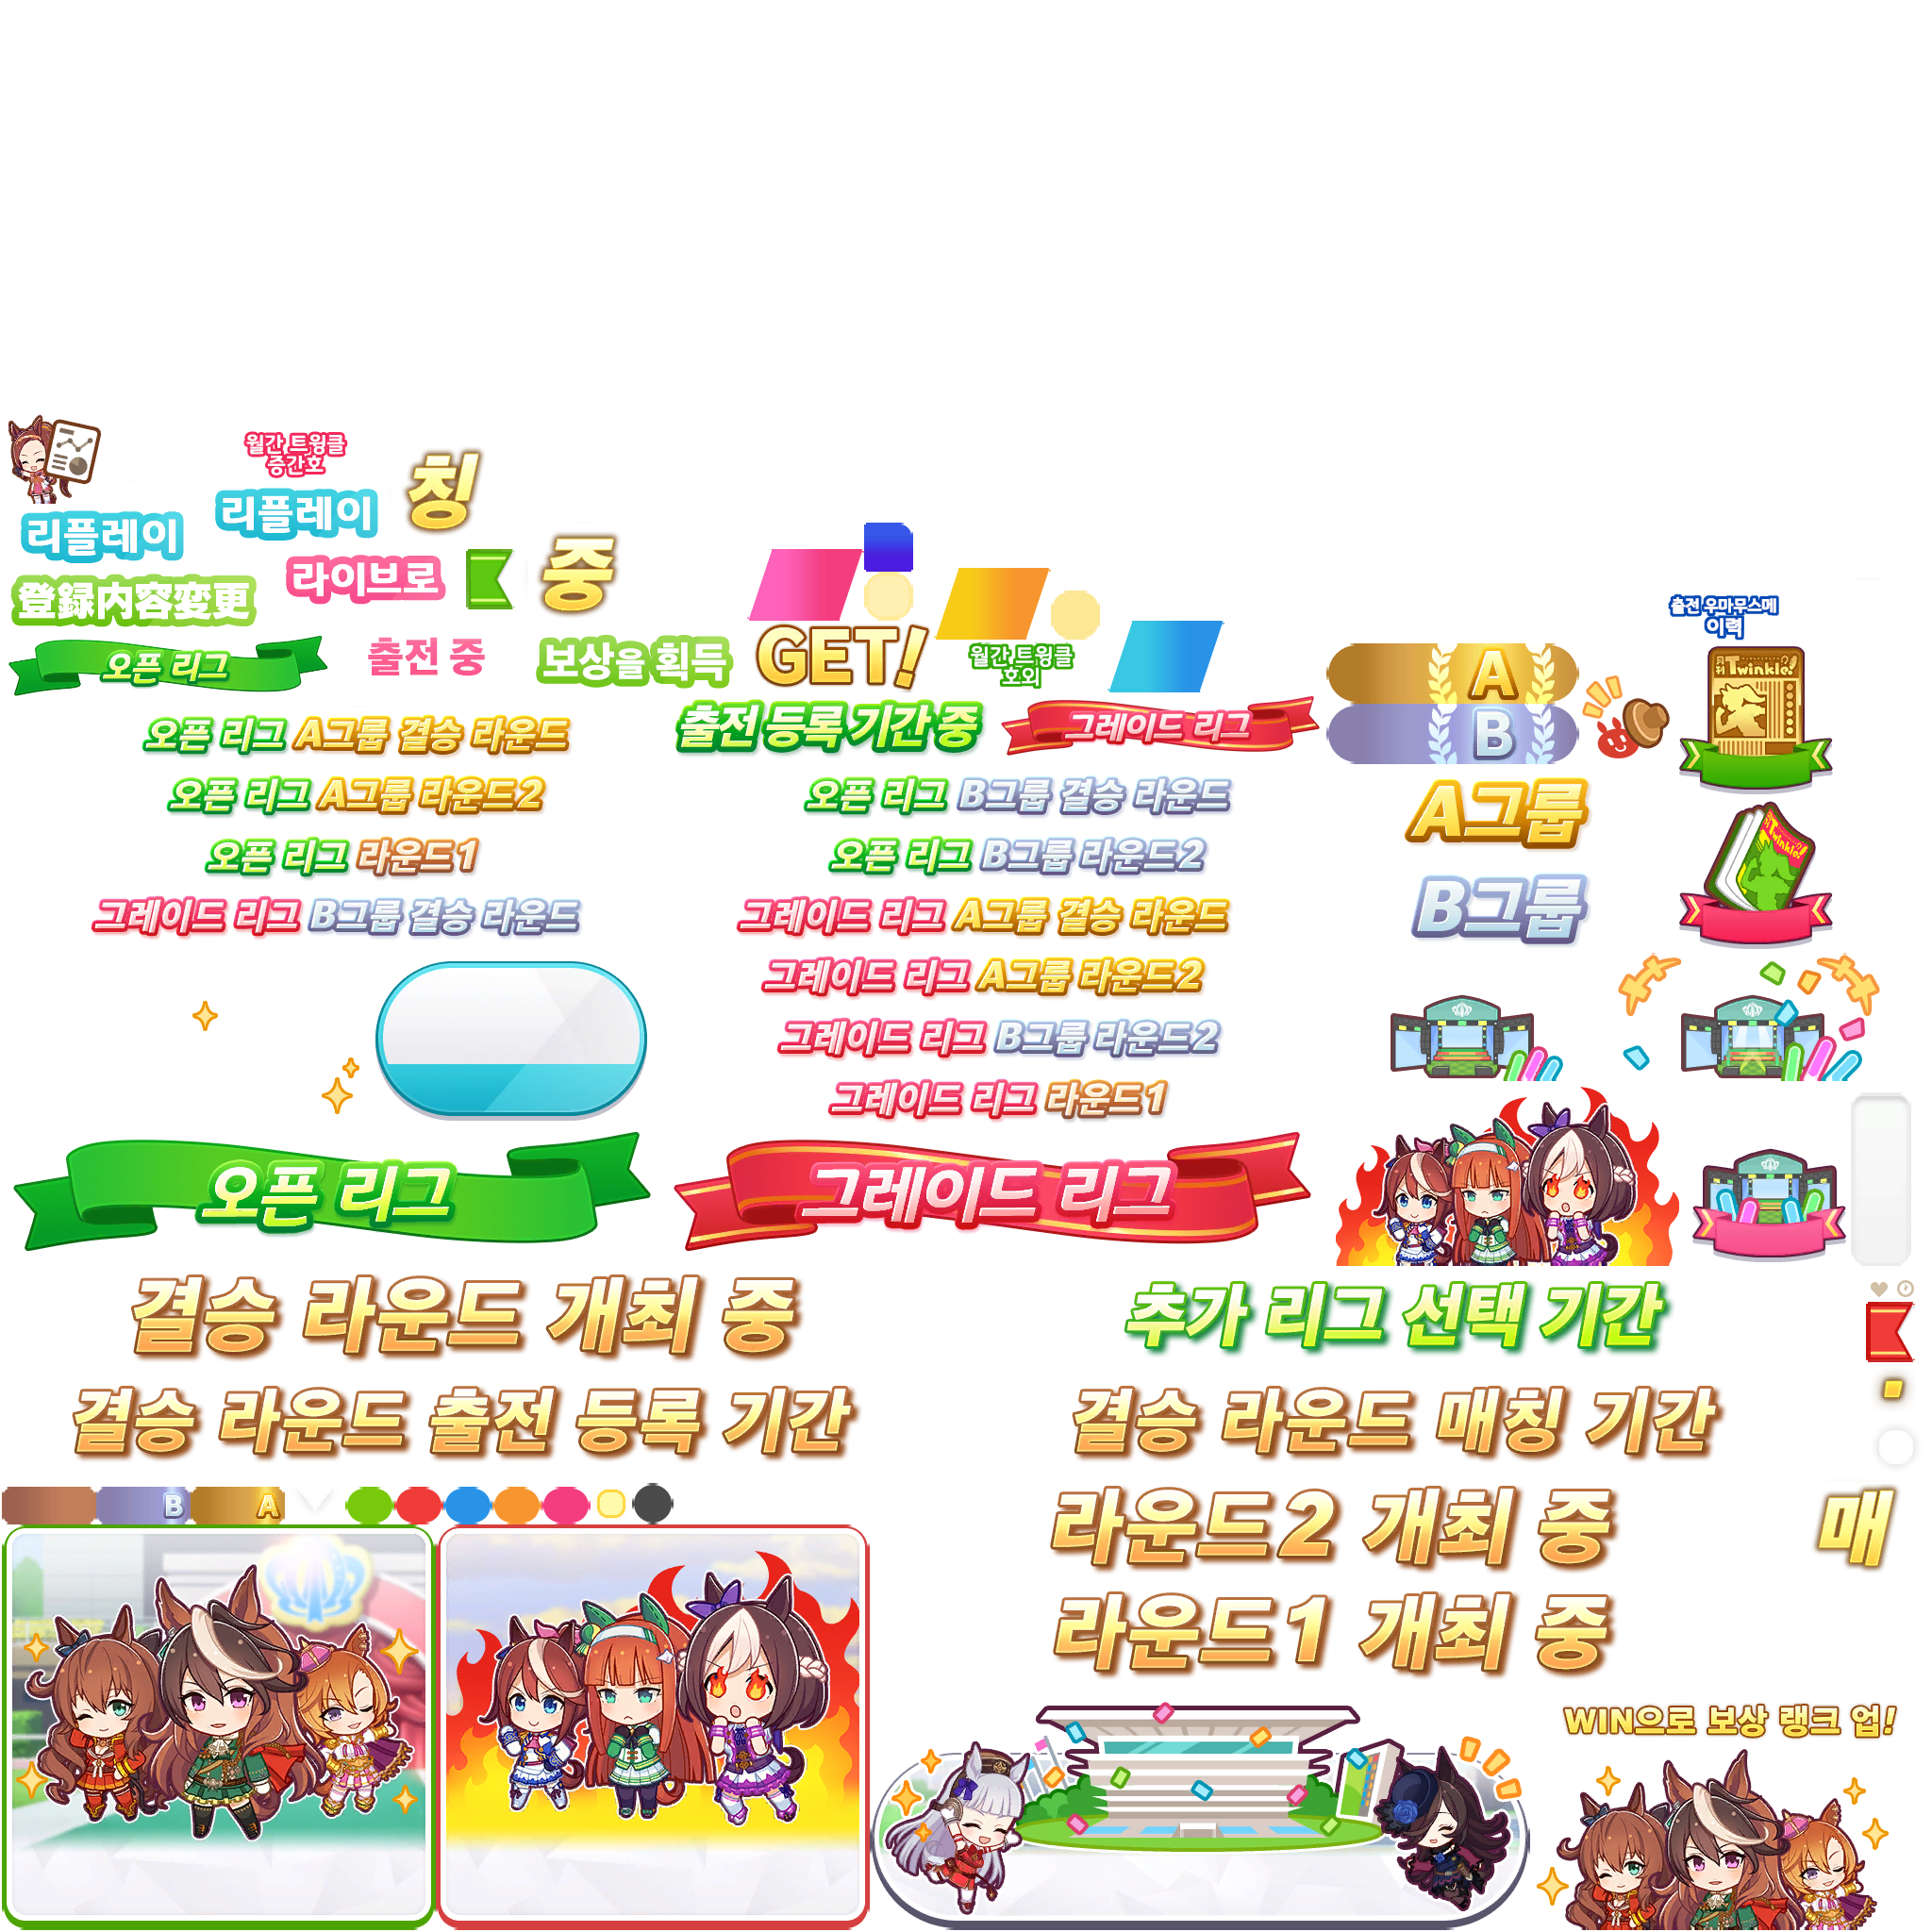 월간 트윙클
증간호
칭
리플레이
리플레이
라이브로
중
登録内容変更
출전 우마무스메
이력
오픈 리그
출전 중
보상을 획득
GET!
월간 트윙클
호외
A
B
月刊 Twinkle!
오픈 리그 A그룹 결승 라운드
출전 등록 기간 중
그레이드 리그
오픈 리그 A그룹 라운드2
오픈 리그 B그룹 결승 라운드
A그룹
오픈 리그 라운드1
오픈 리그 B그룹 라운드2
月刊 Twinkle!
그레이드 리그 B그룹 결승 라운드
그레이드 리그 A그룹 결승 라운드
B그룹
그레이드 리그 A그룹 라운드2
그레이드 리그 B그룹 라운드2
그레이드 리그 라운드1
오픈 리그
그레이드 리그
결승 라운드 개최 중
추가 리그 선택 기간
결승 라운드 출전 등록 기간
결승 라운드 매칭 기간
B
A
라운드2 개최 중
매
라운드1 개최 중
WIN으로 보상 랭크 업!